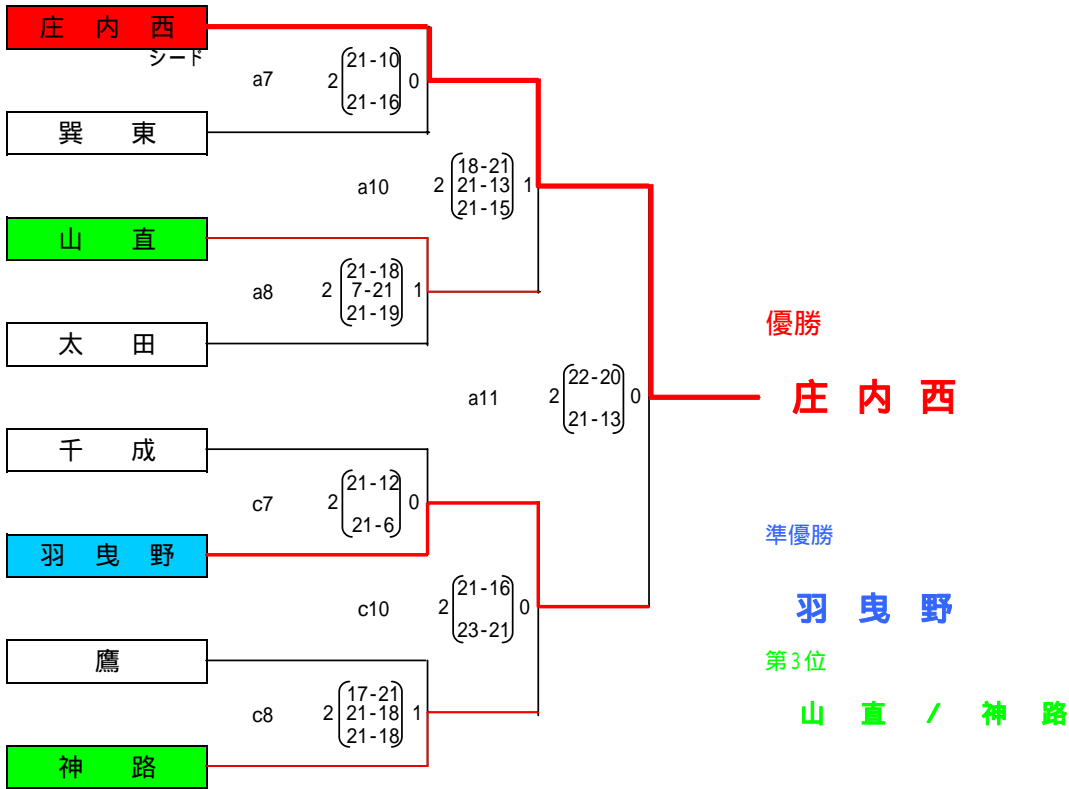 庄 内 西
シード
a7 2 21-10 0
21-16
巽 東
a10 2 18-21 1
21-13
21-15
山 直
a8 2 21-18 1
7-21
21-19
太 田
優勝
a11 2 22-20 0
21-13
庄 内 西
千 成
c7 2 21-12 0
21-6
羽 曳 野
準優勝
c10 2 21-16 0
23-21
羽 曳 野
鷹
第3位
c8 2 17-21 1
21-18
21-18
山 直 / 神 路
神 路